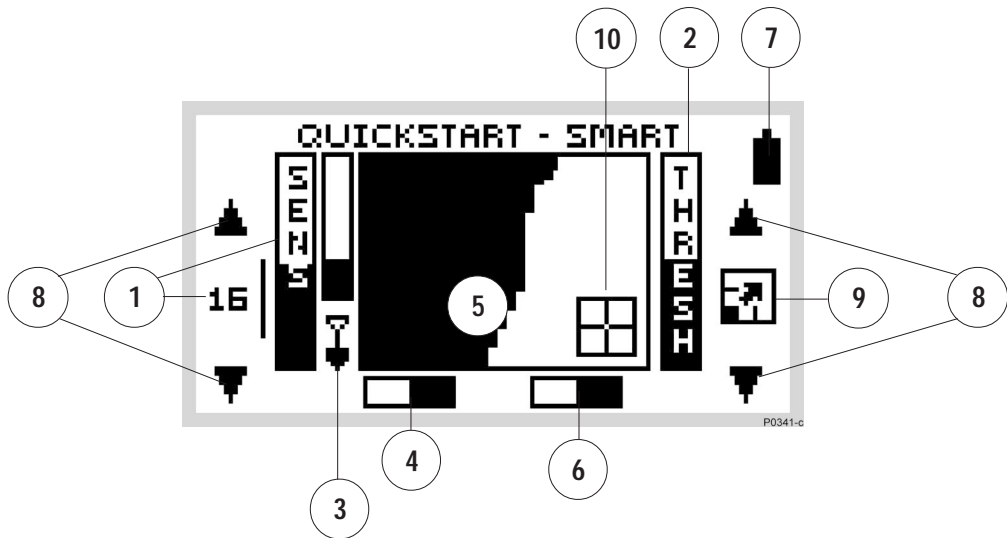 10 2 7
QUICKSTART - SMART
SENS
THRESH
8 1 16 5 9 8
P0341-c
4 6
3